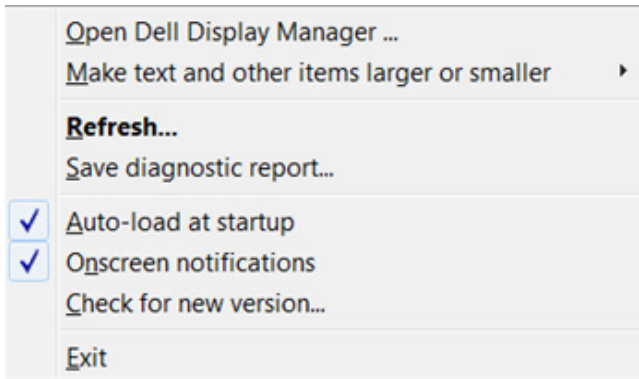 Open Dell Display Manager ...
Make text and other items larger or smaller
Refresh...
Save diagnostic report...
Auto-load at startup
Onscreen notifications
Check for new version...
Exit